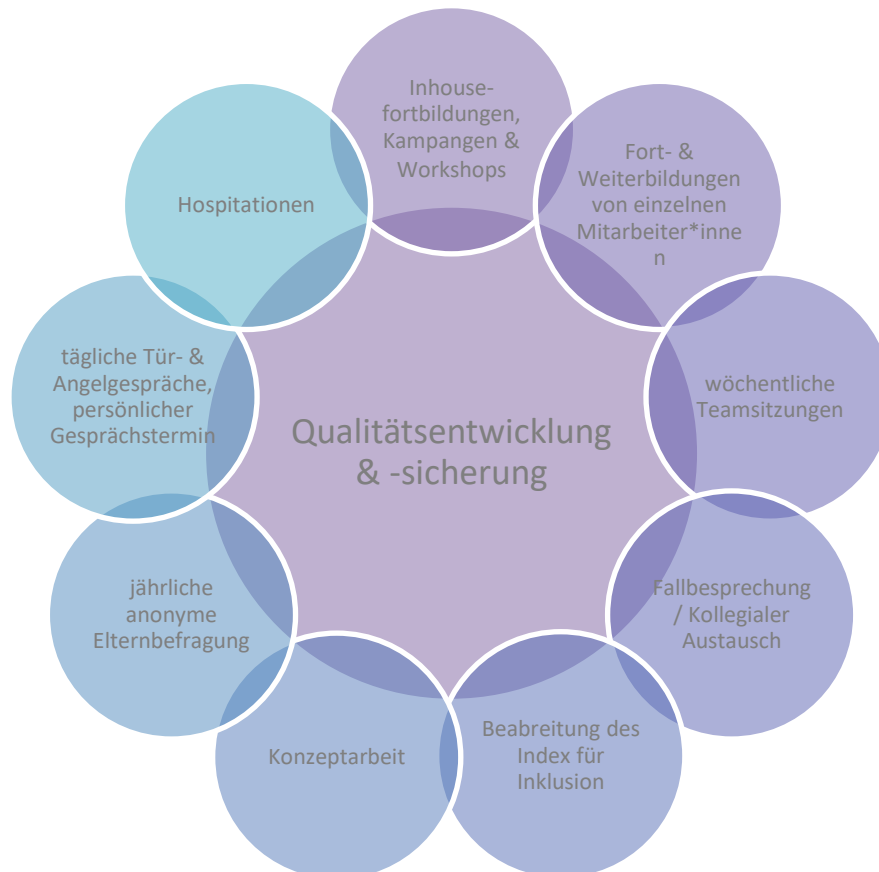 Inhouse-
fortbildungen,
Kampangen &
Workshops
Fort- &
Weiterbildungen
von einzelnen
Mitarbeiter*inne
n
wöchentliche
Teamsitzungen
Fallbesprechung
/ Kollegialer
Austausch
Beabreitung des
Index für
Inklusion
Konzeptarbeit
jährliche
anonyme
Elternbefragung
tägliche Tür- &
Angelgespräche,
persönlicher
Gesprächstermin
Hospitationen
Qualitätsentwicklung
& -sicherung